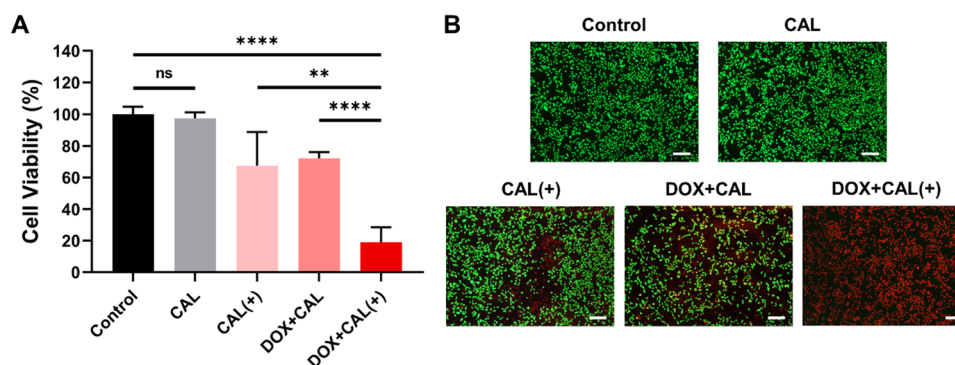 A
Cell Viability (%)
140
120
100
80
60
40
20
0
****
ns
**
****
Control
CAL
CAL(+)
DOX+CAL
DOX+CAL(+)
B
Control
CAL
CAL(+)
DOX+CAL
DOX+CAL(+)